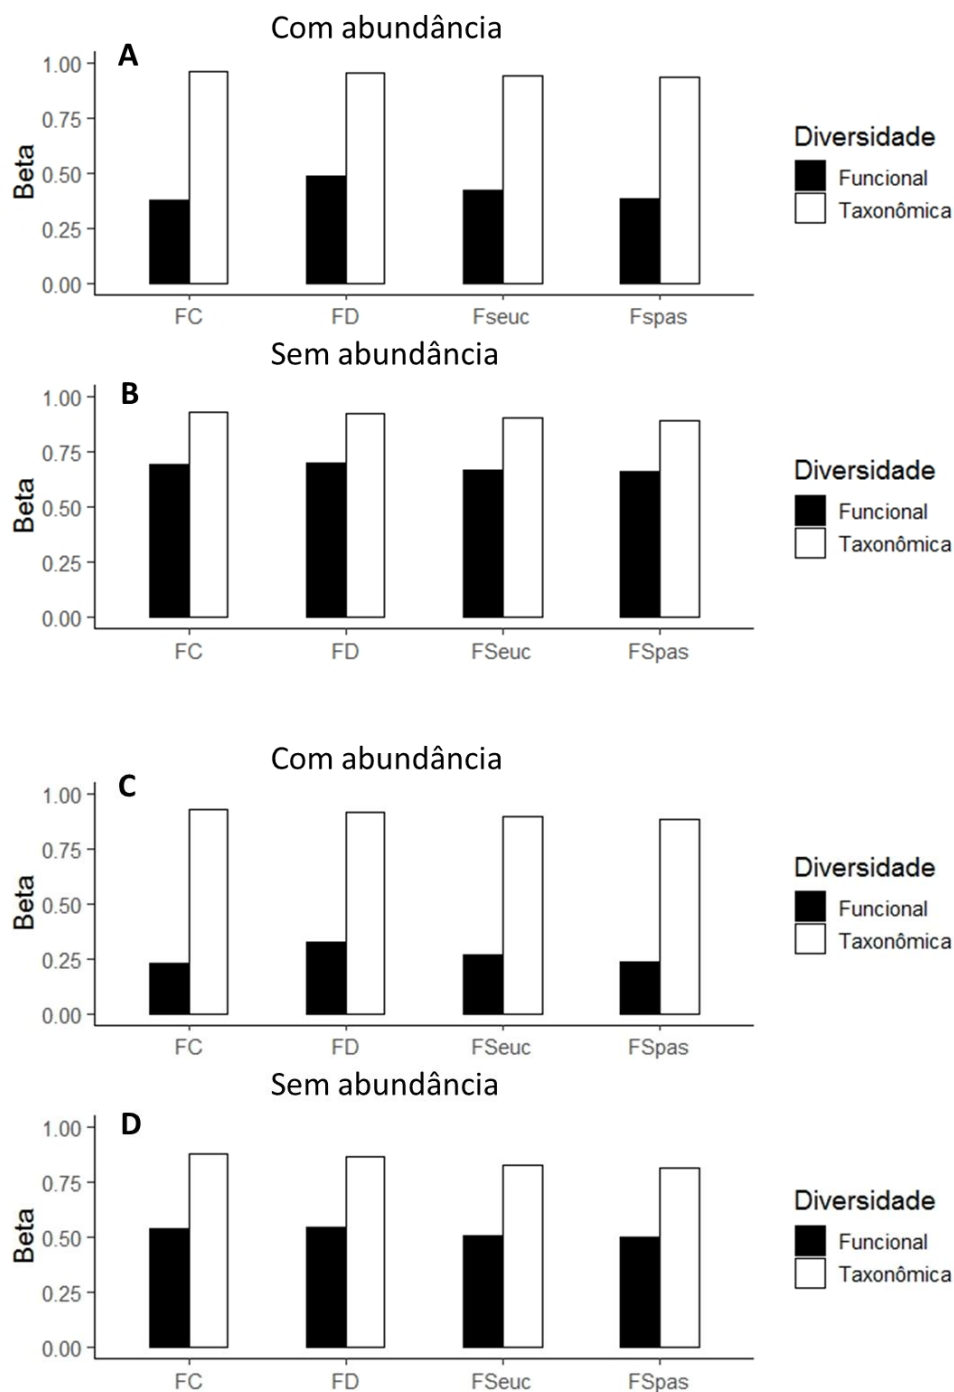 Com abundância
A
1.00
0.75
0.50
0.25
0.00
Beta
FC FD Fseuc Fspas
Diversidade
Funcional
Taxonômica
Sem abundância
B
1.00
0.75
0.50
0.25
0.00
Beta
FC FD FSeuc FSpas
Diversidade
Funcional
Taxonômica
Com abundância
C
1.00
0.75
0.50
0.25
0.00
Beta
FC FD FSeuc FSpas
Diversidade
Funcional
Taxonômica
Sem abundância
D
1.00
0.75
0.50
0.25
0.00
Beta
FC FD FSeuc FSpas
Diversidade
Funcional
Taxonômica